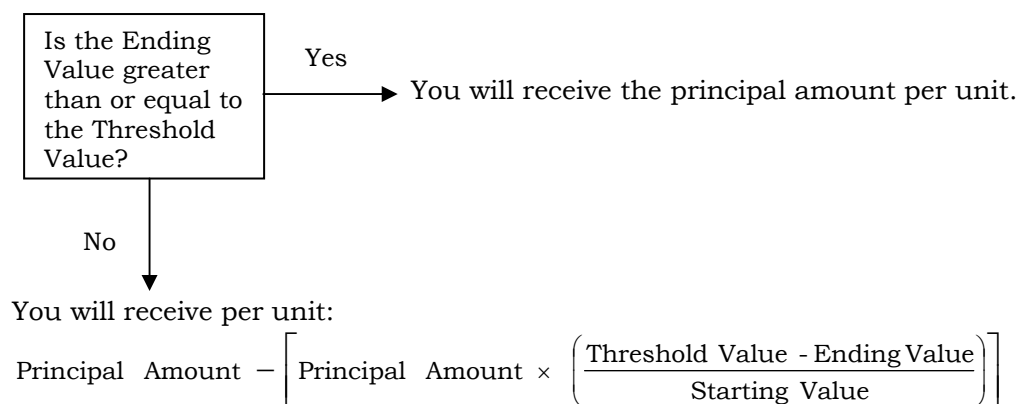 Is the Ending
Value greater
than or equal to
the Threshold
Value?
Yes
You will receive the principal amount per unit.
No
You will receive per unit:
Principal Amount − [Principal Amount × (Threshold Value - Ending Value / Starting Value)]